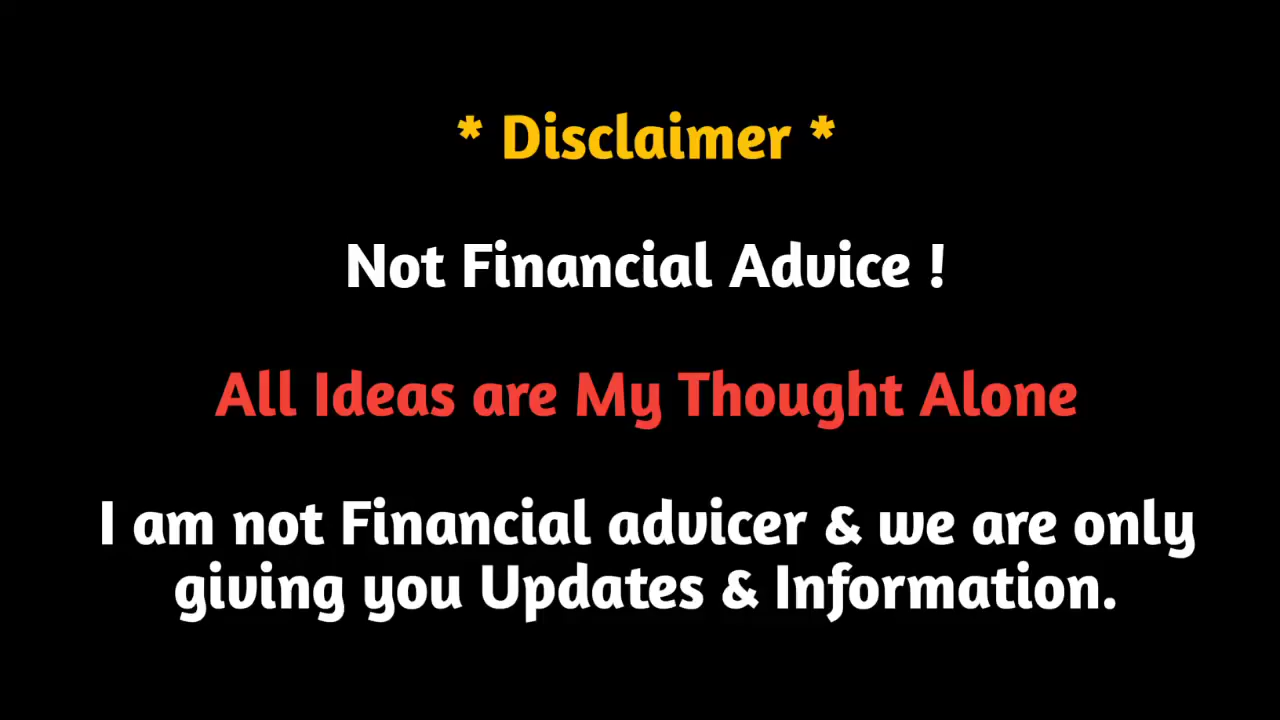 * Disclaimer *
Not Financial Advice !
All Ideas are My Thought Alone
I am not Financial advicer & we are only
giving you Updates & Information.